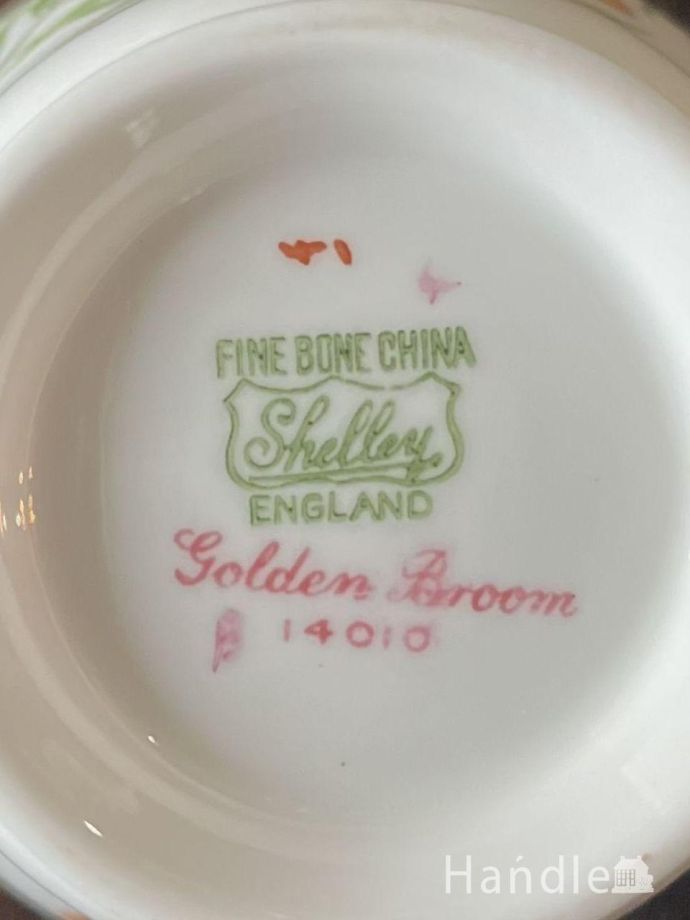 FINE BONE CHINA
Shelley
ENGLAND
Golden Broom
14010
Handle